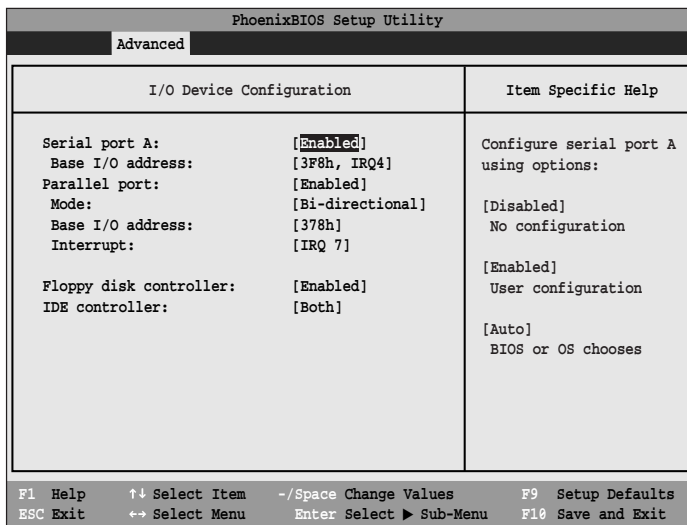 PhoenixBIOS Setup Utility
Advanced
I/O Device Configuration
Item Specific Help
Serial port A: [Enabled]
Base I/O address: [3F8h, IRQ4]
Parallel port: [Enabled]
Mode: [Bi-directional]
Base I/O address: [378h]
Interrupt: [IRQ 7]
Floppy disk controller: [Enabled]
IDE controller: [Both]
Configure serial port A
using options:
[Disabled]
No configuration
[Enabled]
User configuration
[Auto]
BIOS or OS chooses
F1 Help ↑↓ Select Item -/Space Change Values F9 Setup Defaults
ESC Exit ←→ Select Menu Enter Select ▶ Sub-Menu F10 Save and Exit